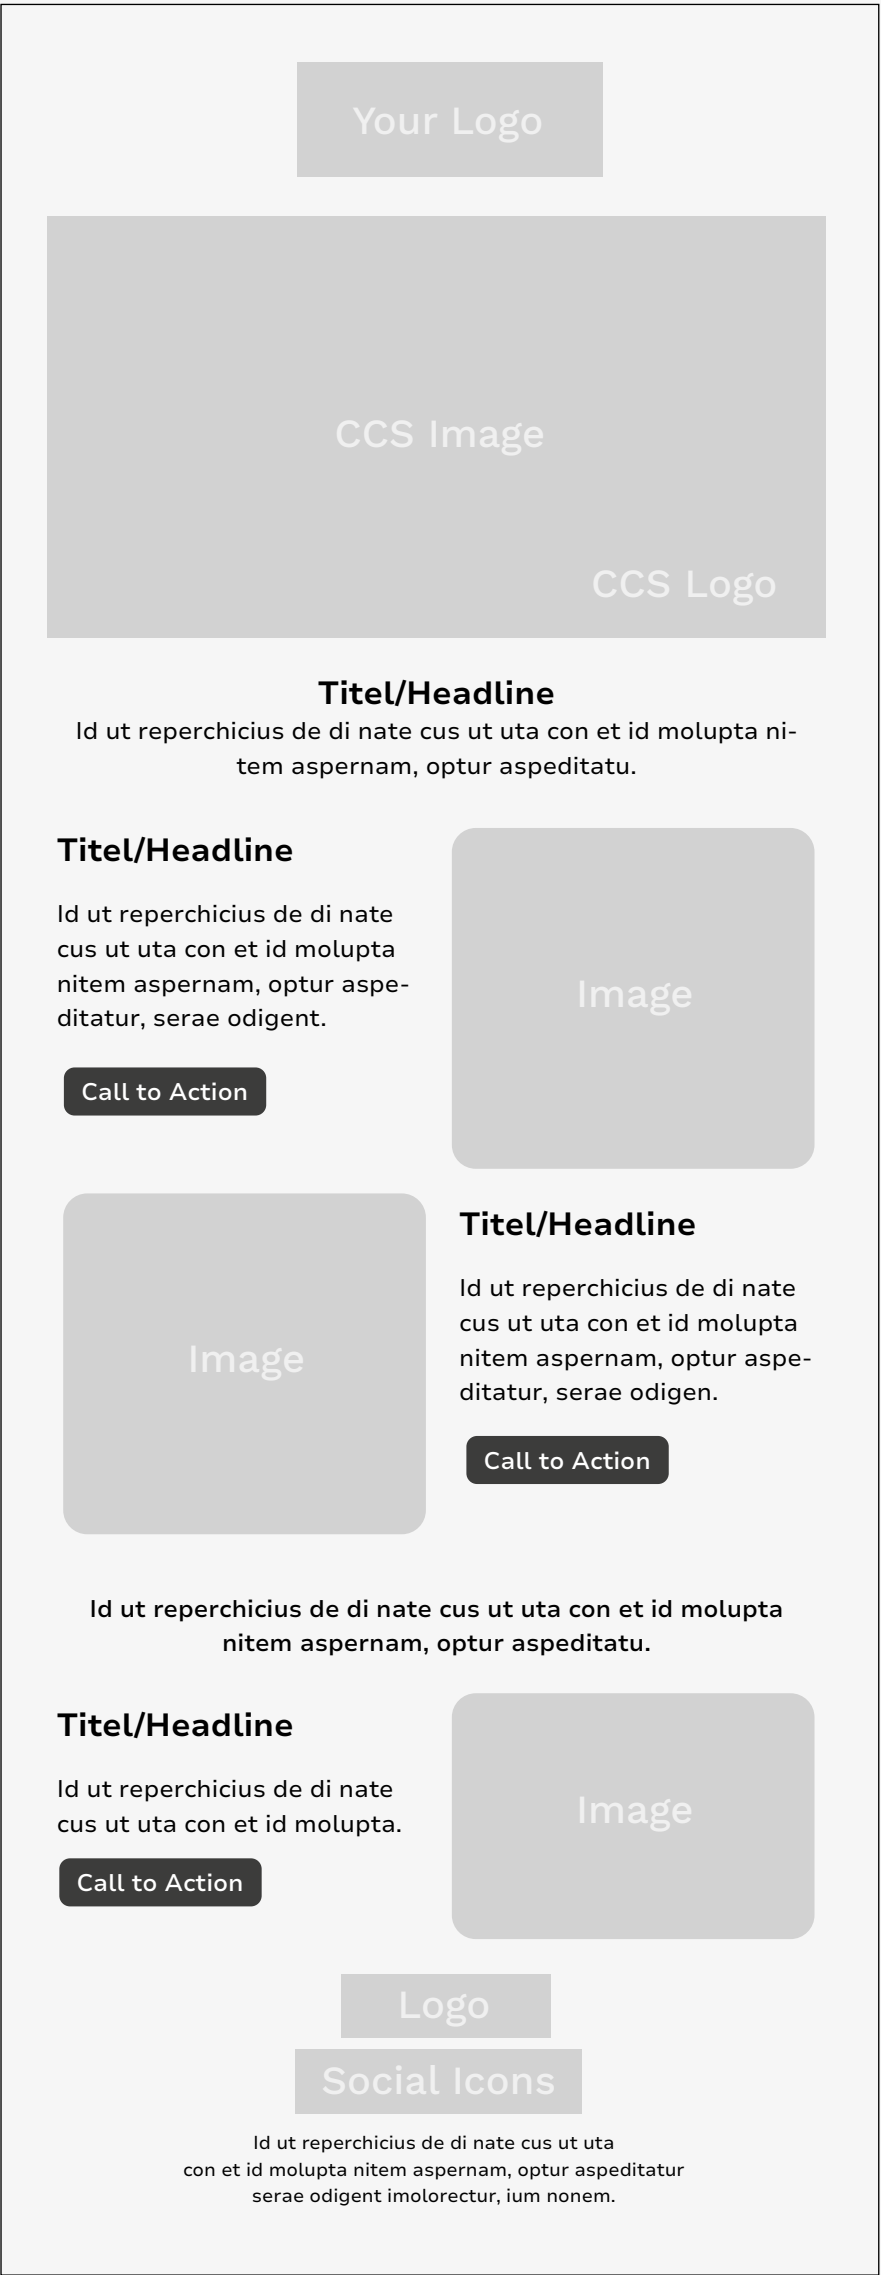 Your Logo
CCS Image
CCS Logo
Titel/Headline
Id ut reperchicius de di nate cus ut uta con et id molupta ni-
tem aspernam, optur aspeditatu.
Titel/Headline
Id ut reperchicius de di nate
cus ut uta con et id molupta
nitem aspernam, optur aspe-
ditatur, serae odigent.
Call to Action
Image
Image
Titel/Headline
Id ut reperchicius de di nate
cus ut uta con et id molupta
nitem aspernam, optur aspe-
ditatur, serae odigen.
Call to Action
Id ut reperchicius de di nate cus ut uta con et id molupta
nitem aspernam, optur aspeditatu.
Titel/Headline
Id ut reperchicius de di nate
cus ut uta con et id molupta.
Call to Action
Image
Logo
Social Icons
Id ut reperchicius de di nate cus ut uta
con et id molupta nitem aspernam, optur aspeditatur
serae odigent imolorectur, ium nonem.